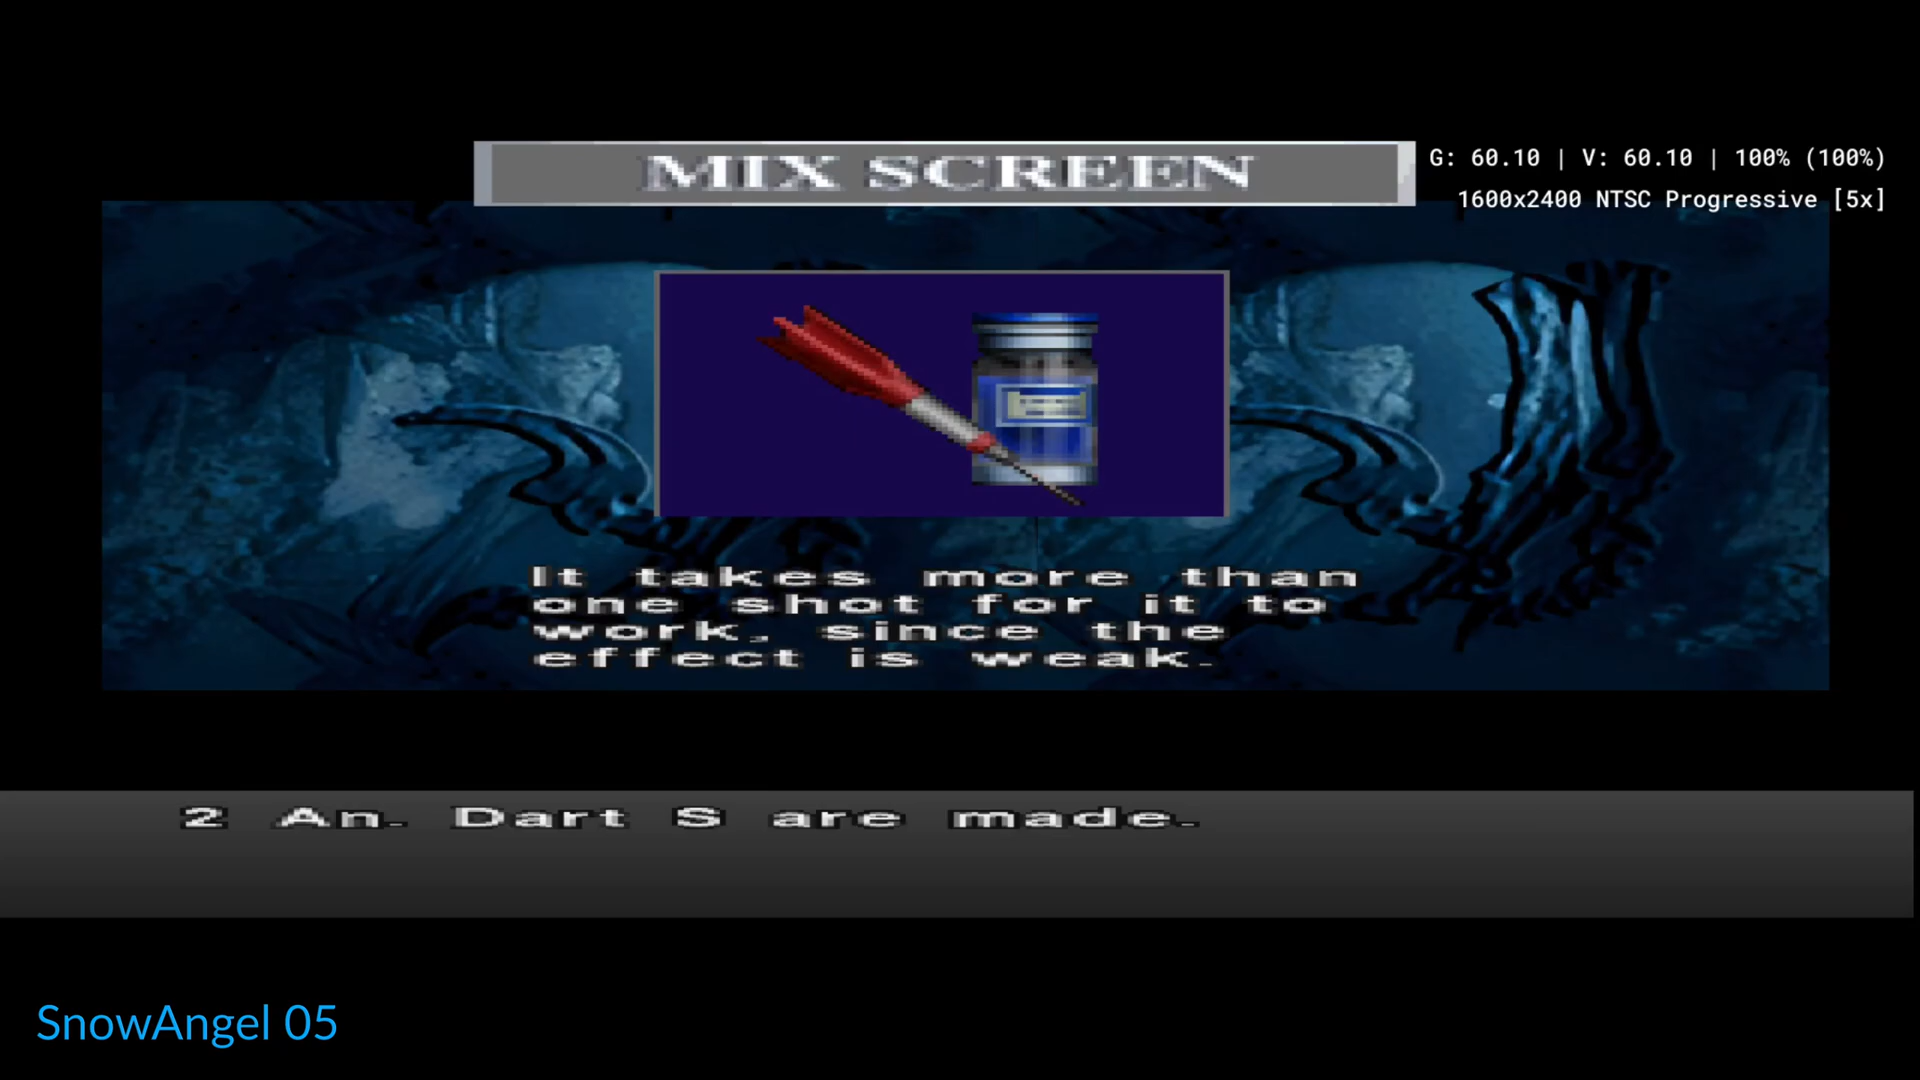 MIX SCREEN
G: 60.10 | V: 60.10 | 100% (100%)
1600x2400 NTSC Progressive [5x]
It takes more than
one shot for it to
work, since the
effect is weak.
2 An. Dart S are made.
SnowAngel 05